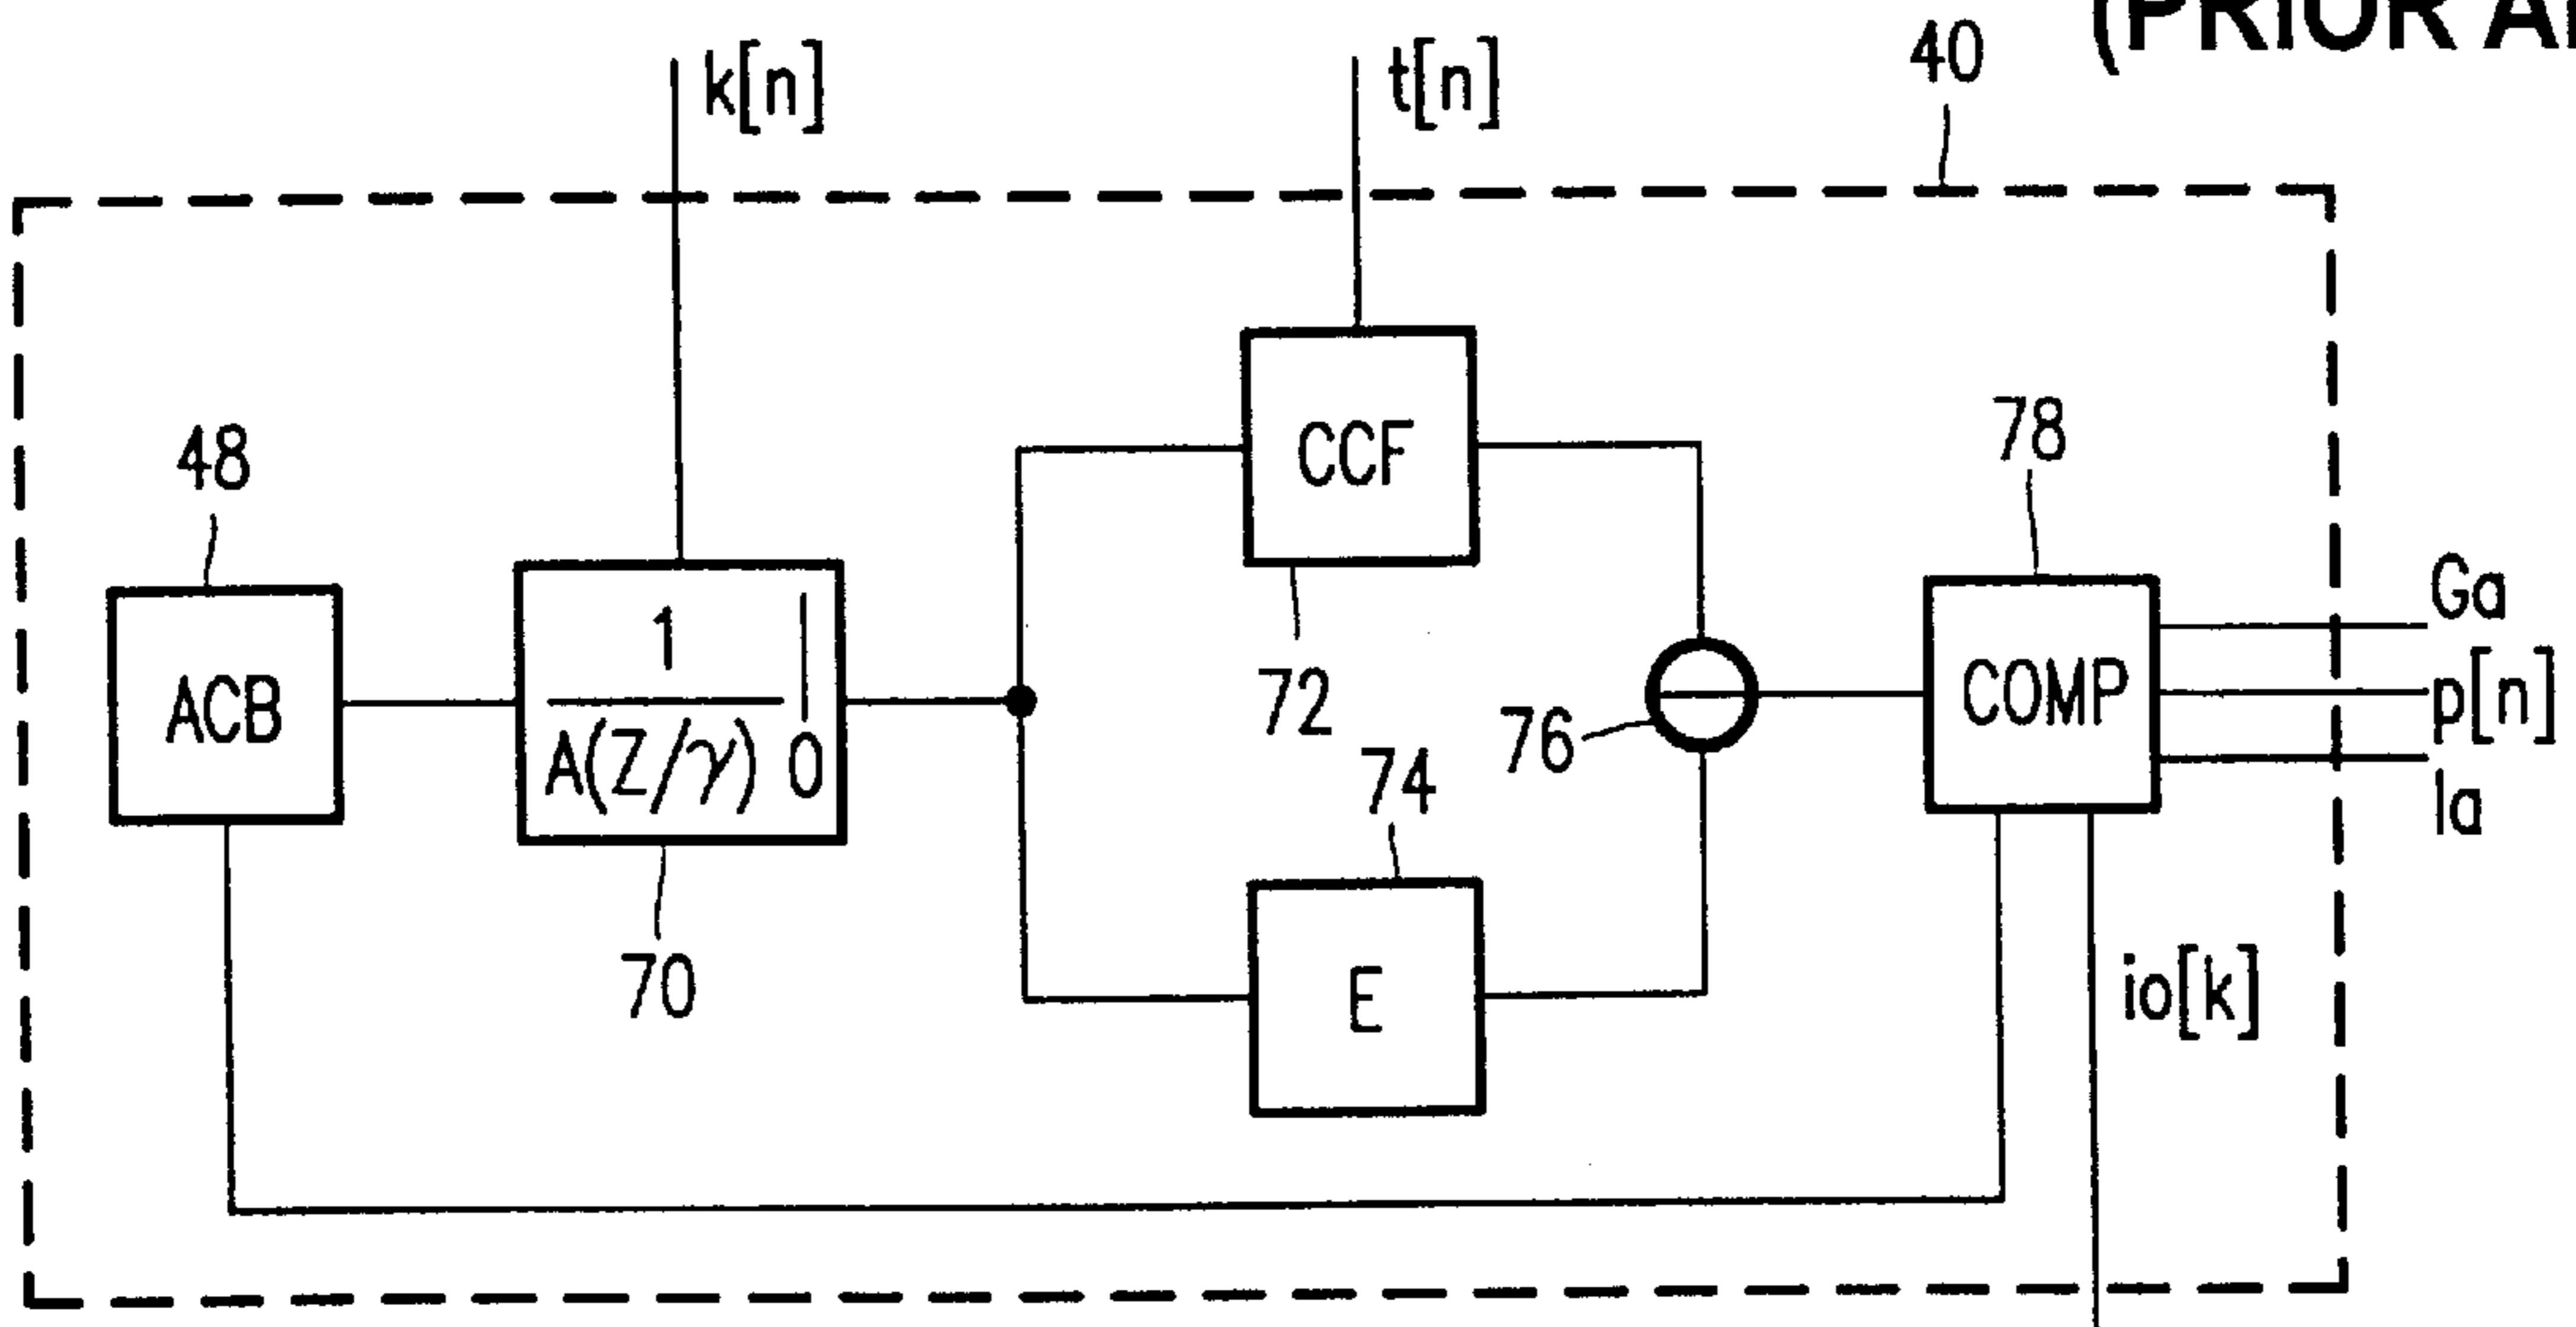 (PRIOR A
40
k[n]
t[n]
48
CCF
78
ACB
1
A(Z/γ) 0
72
76
COMP
Ga
p[n]
Ia
74
70
E
io[k]